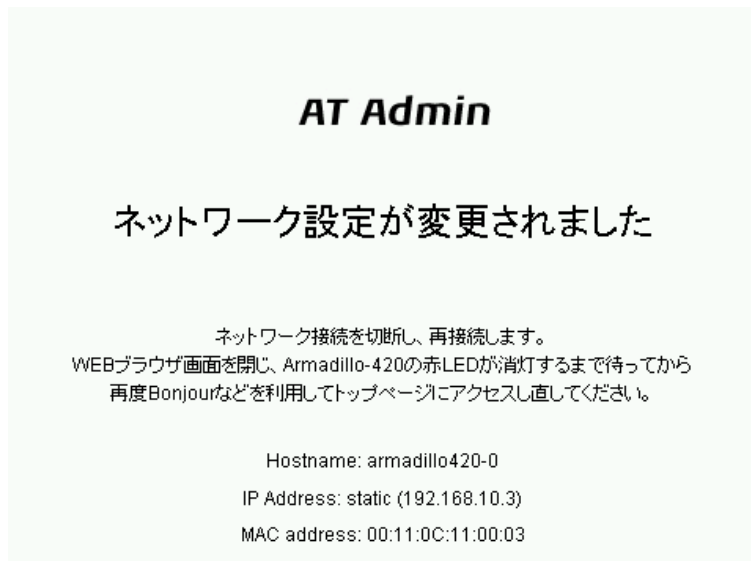 AT Admin
ネットワーク設定が変更されました
ネットワーク接続を切断し、再接続します。
WEBブラウザ画面を閉じ、Armadillo-420の赤LEDが消灯するまで待ってから
再度Bonjourなどを利用してトップページにアクセスし直してください。
Hostname: armadillo420-0
IP Address: static (192.168.10.3)
MAC address: 00:11:0C:11:00:03